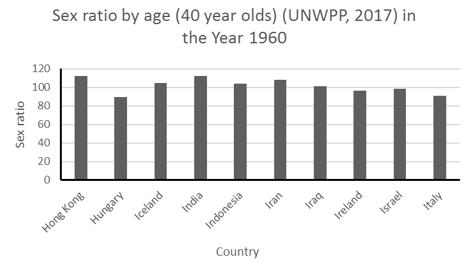 Sex ratio by age (40 year olds) (UNWPP, 2017) in
the Year 1960
120
100
80
60
40
20
0
Sex ratio
Hong Kong
Hungary
Iceland
India
Indonesia
Iran
Iraq
Ireland
Israel
Italy
Country